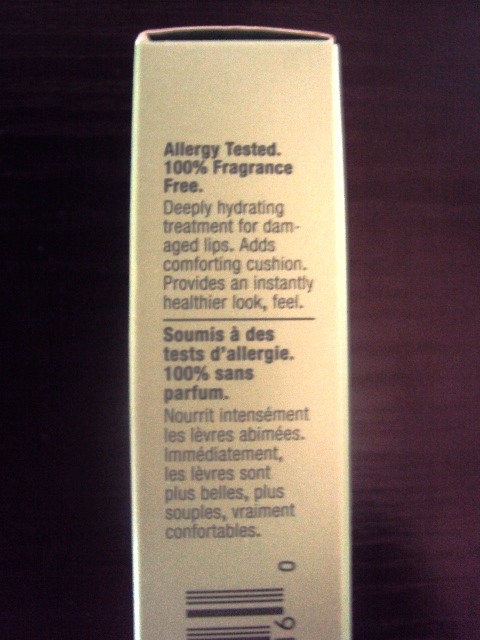 Allergy Tested.
100% Fragrance
Free.
Deeply hydrating
treatment for dam-
aged lips. Adds
comforting cushion.
Provides an instantly
healthier look, feel.
Soumis à des
tests d'allergie.
100% sans
parfum.
Nourrit intensément
les lèvres abimées.
Immédiatement,
les lèvres sont
plus belles, plus
souples, vraiment
confortables.
0